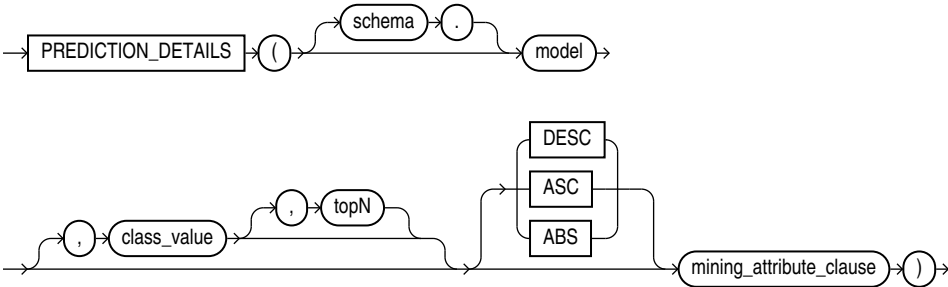 schema .
PREDICTION_DETAILS ( model
DESC
, topN ASC
, class_value ABS
mining_attribute_clause )